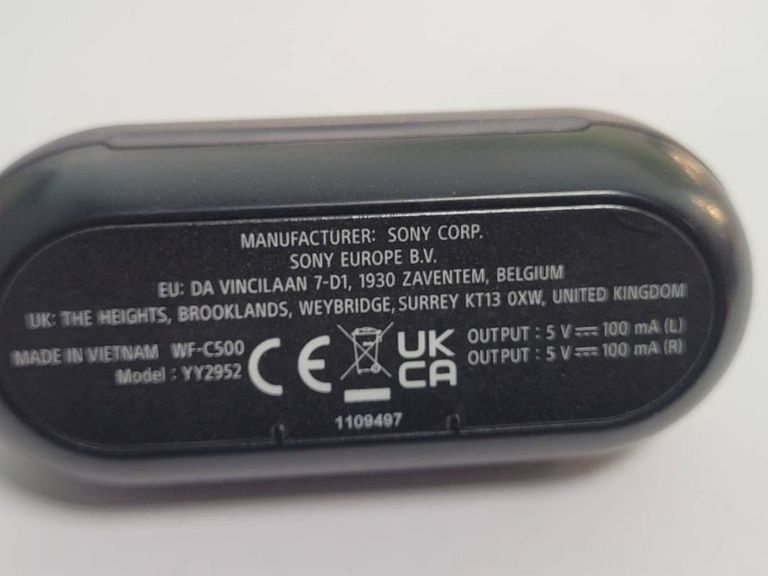 MANUFACTURER: SONY CORP.
SONY EUROPE B.V.
EU: DA VINCILAAN 7-D1, 1930 ZAVENTEM, BELGIUM
UK: THE HEIGHTS, BROOKLANDS, WEYBRIDGE, SURREY KT13 0XW, UNITED KINGDOM
MADE IN VIETNAM WF-C500
Model : YY2952
CE
UK
CA
OUTPUT : 5 V ⎓ 100 mA (L)
OUTPUT : 5 V ⎓ 100 mA (R)
1109497